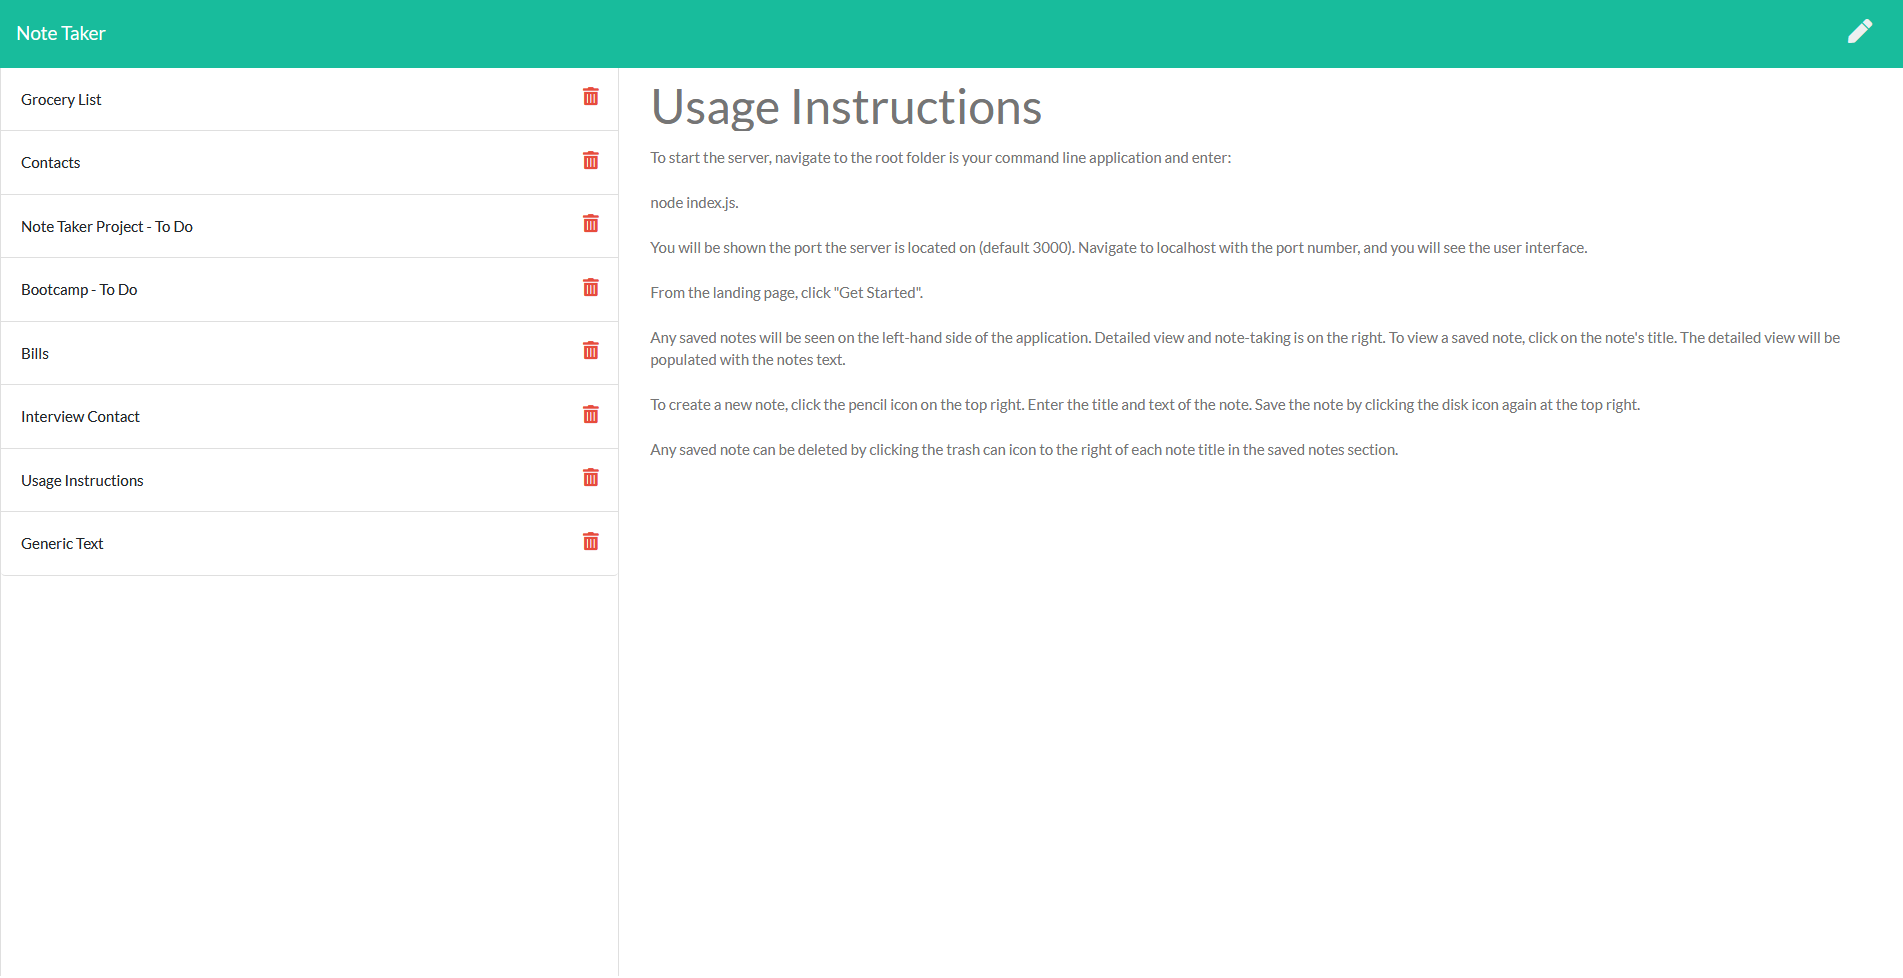 Note Taker
Grocery List
Contacts
Note Taker Project - To Do
Bootcamp - To Do
Bills
Interview Contact
Usage Instructions
Generic Text
Usage Instructions
To start the server, navigate to the root folder is your command line application and enter:
node index.js.
You will be shown the port the server is located on (default 3000). Navigate to localhost with the port number, and you will see the user interface.
From the landing page, click "Get Started".
Any saved notes will be seen on the left-hand side of the application. Detailed view and note-taking is on the right. To view a saved note, click on the note's title. The detailed view will be
populated with the notes text.
To create a new note, click the pencil icon on the top right. Enter the title and text of the note. Save the note by clicking the disk icon again at the top right.
Any saved note can be deleted by clicking the trash can icon to the right of each note title in the saved notes section.